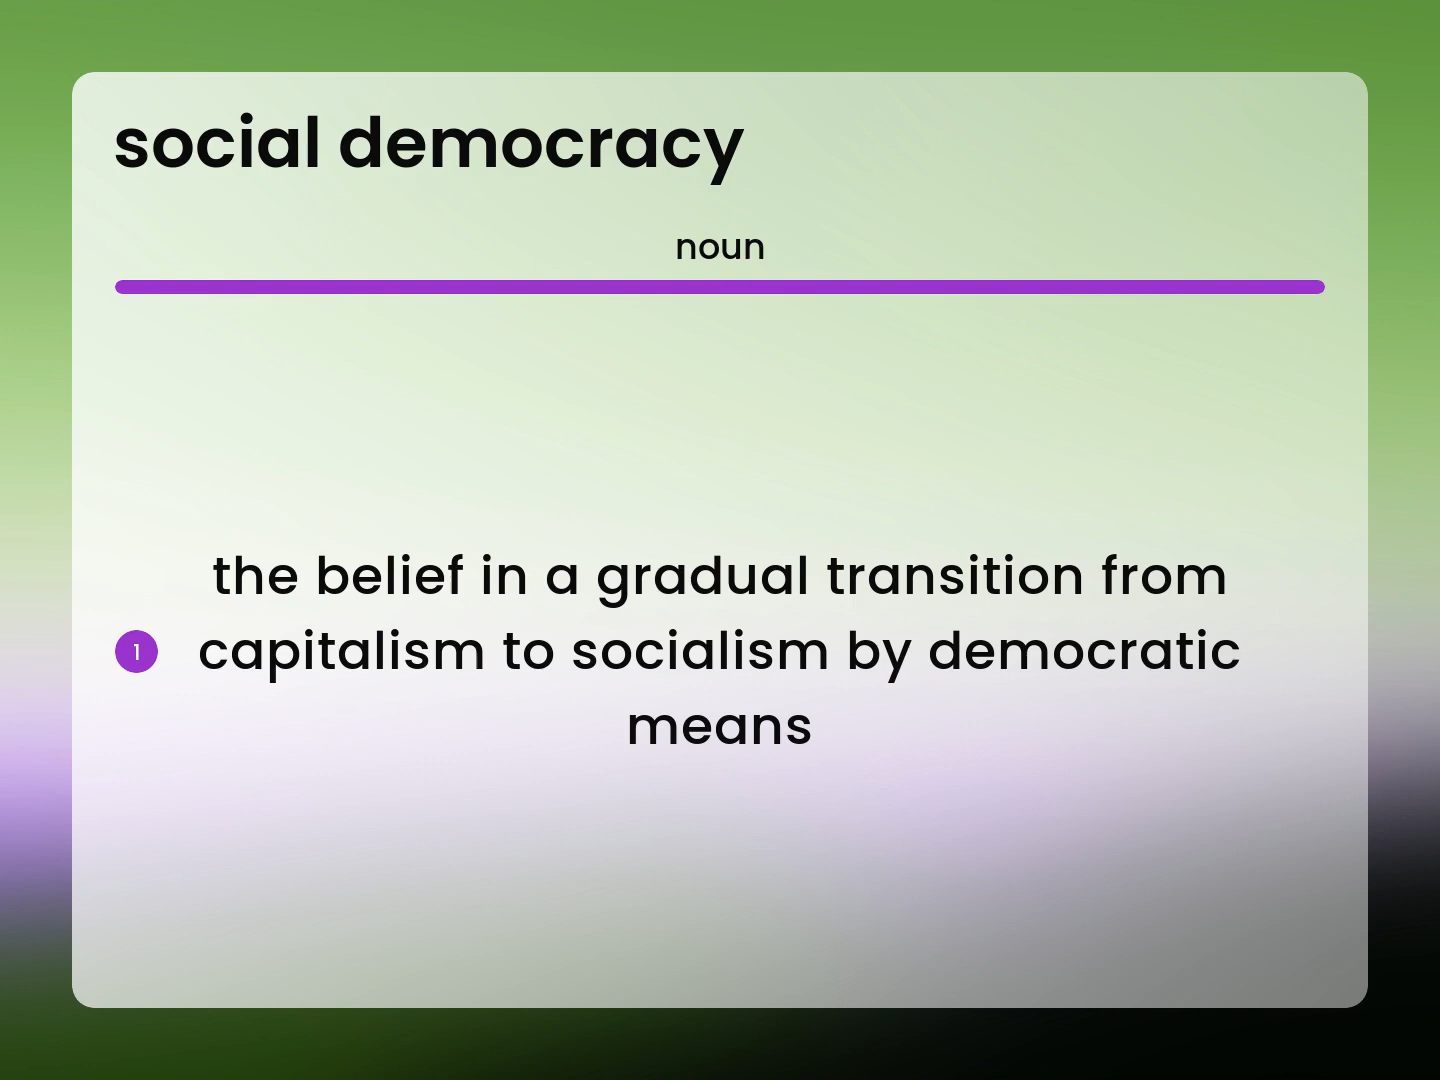 social democracy
noun
the belief in a gradual transition from
1 capitalism to socialism by democratic
means